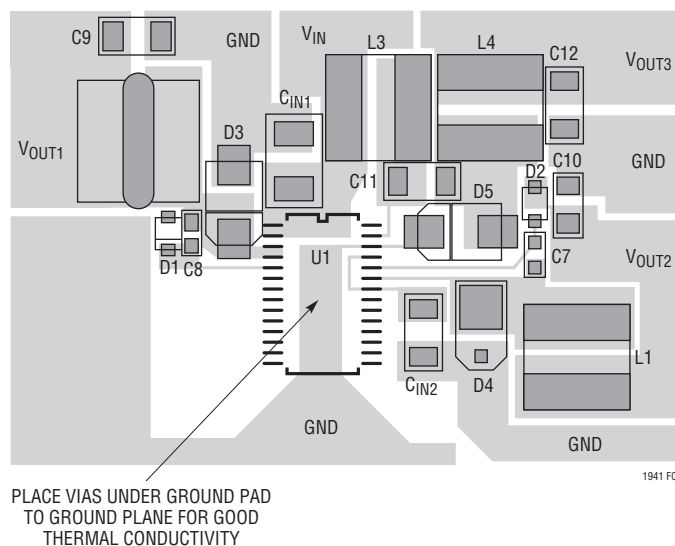 C9
GND
VIN
L3
L4
C12
VOUT3
CIN1
D3
VOUT1
GND
C11
D2
C10
D5
U1
D1
C8
C7
VOUT2
L1
CIN2
D4
GND
GND
1941 F0
PLACE VIAS UNDER GROUND PAD
TO GROUND PLANE FOR GOOD
THERMAL CONDUCTIVITY